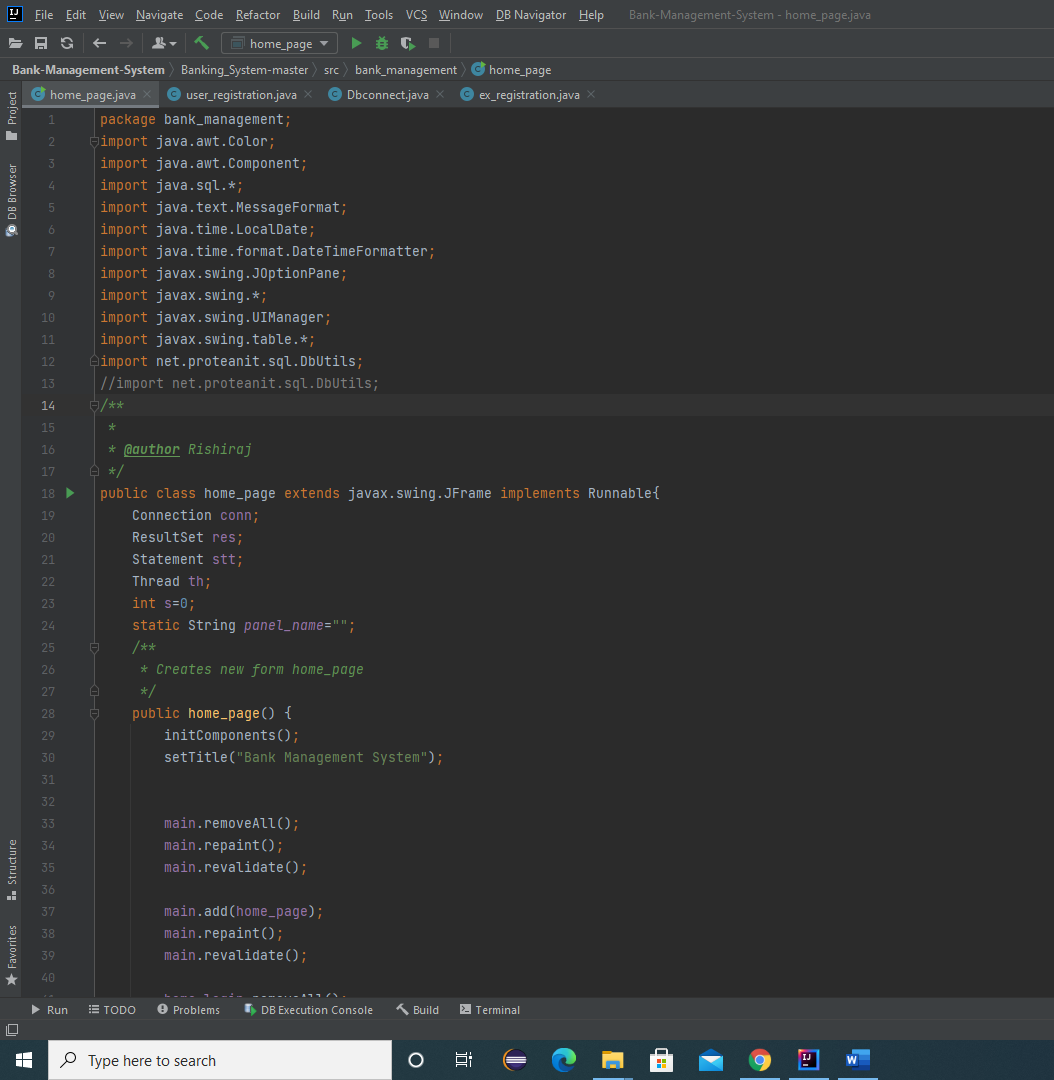 File Edit View Navigate Code Refactor Build Run Tools VCS Window DB Navigator Help Bank-Management-System - home_page.java
home_page
Bank-Management-System Banking_System-master src bank_management home_page
home_page.java user_registration.java Dbconnect.java ex_registration.java
Project
DB Browser
Structure
Favorites
1 package bank_management;
2 import java.awt.Color;
3 import java.awt.Component;
4 import java.sql.*;
5 import java.text.MessageFormat;
6 import java.time.LocalDate;
7 import java.time.format.DateTimeFormatter;
8 import javax.swing.JOptionPane;
9 import javax.swing.*;
10 import javax.swing.UIManager;
11 import javax.swing.table.*;
12 import net.proteanit.sql.DbUtils;
13 //import net.proteanit.sql.DbUtils;
14 /**
15 *
16 * @author Rishiraj
17 */
18 public class home_page extends javax.swing.JFrame implements Runnable{
19 Connection conn;
20 ResultSet res;
21 Statement stt;
22 Thread th;
23 int s=0;
24 static String panel_name="";
25 /**
26 * Creates new form home_page
27 */
28 public home_page() {
29 initComponents();
30 setTitle("Bank Management System");
31
32
33 main.removeAll();
34 main.repaint();
35 main.revalidate();
36
37 main.add(home_page);
38 main.repaint();
39 main.revalidate();
40
Run TODO Problems DB Execution Console Build Terminal
Type here to search